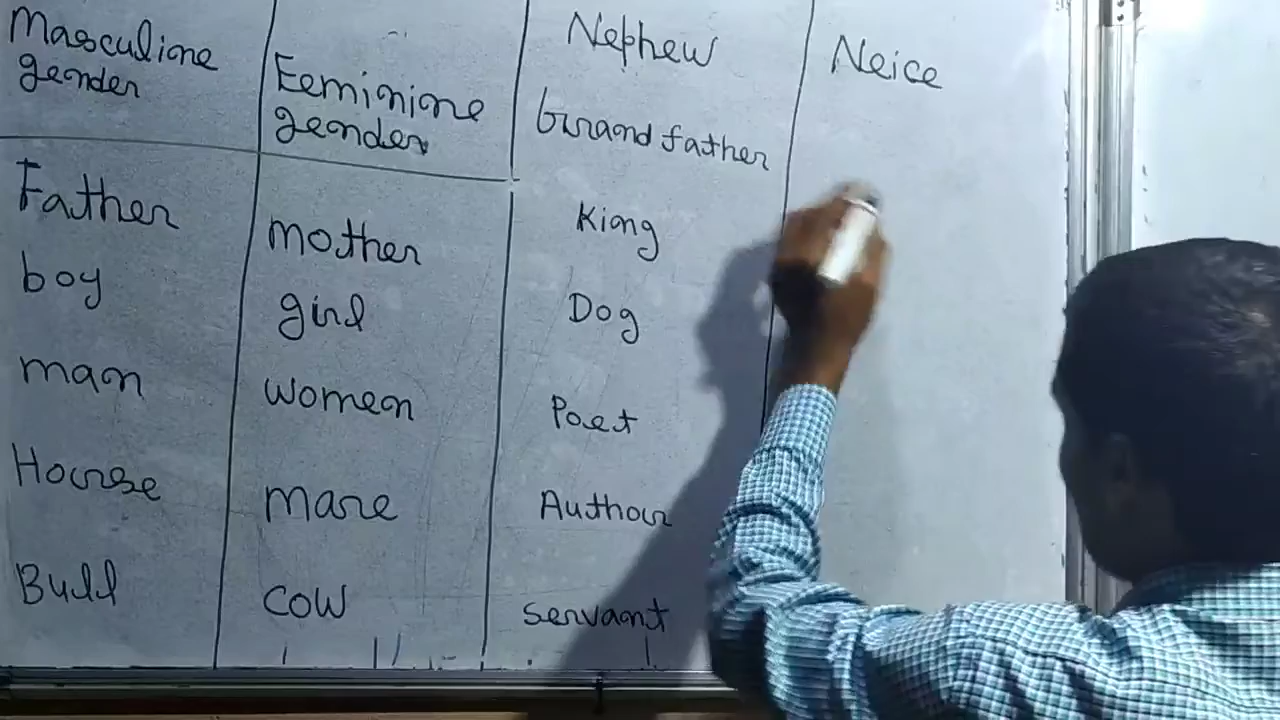 Masculine
gender
Feminine
gender
Father
mother
boy
girl
man
women
Horse
mare
Bull
cow
Nephew
Neice
Grand father
King
Dog
Poet
Author
servant